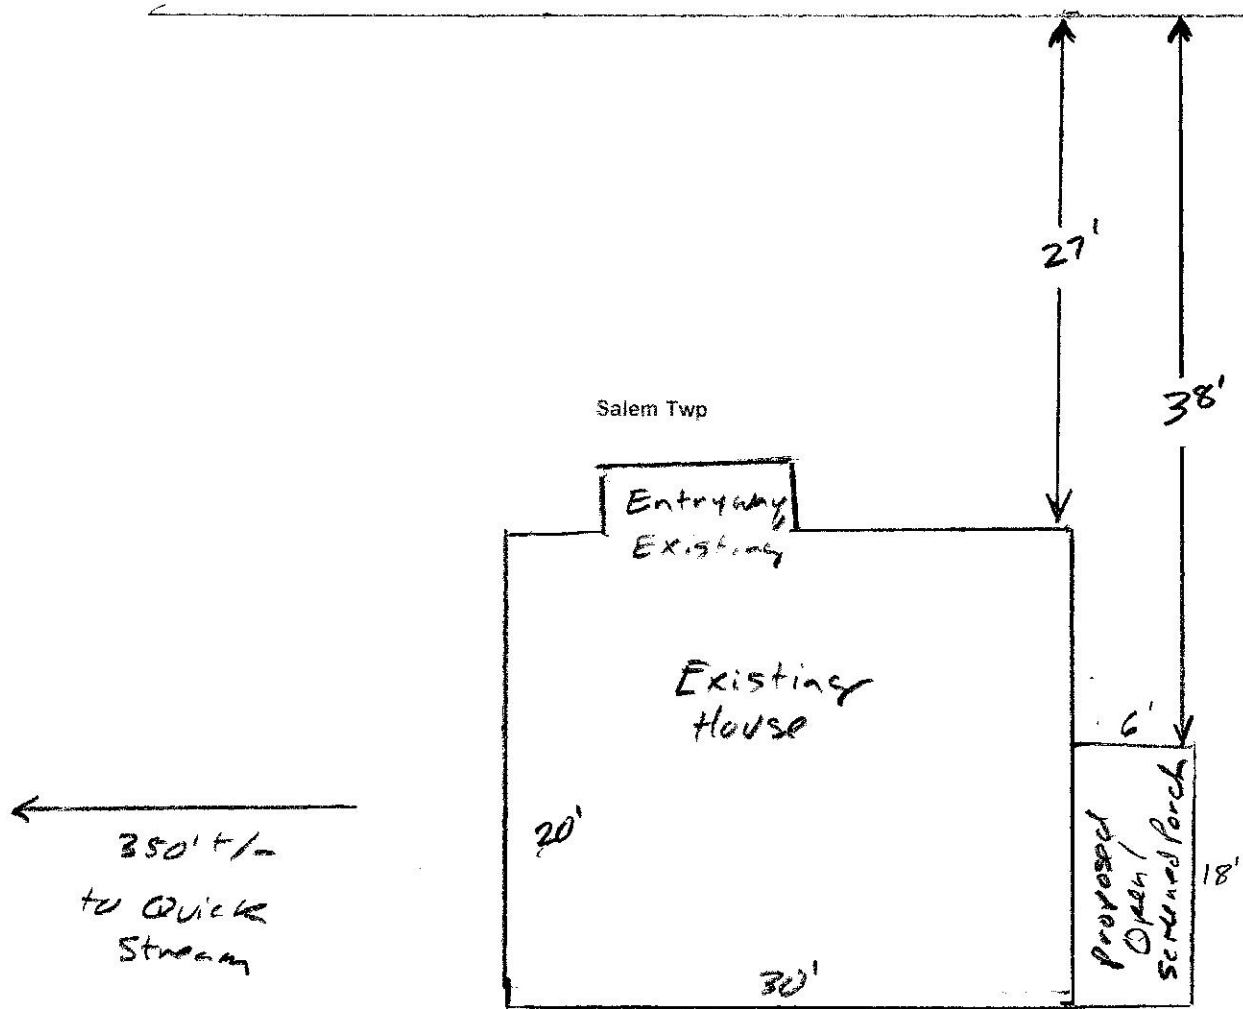 27'
38'
Salem Twp
Entryway
Existing
Existing
House
6'
20'
350' +/-
to Quick
Stream
Proposed
Open/
Screened Porch
18'
30'